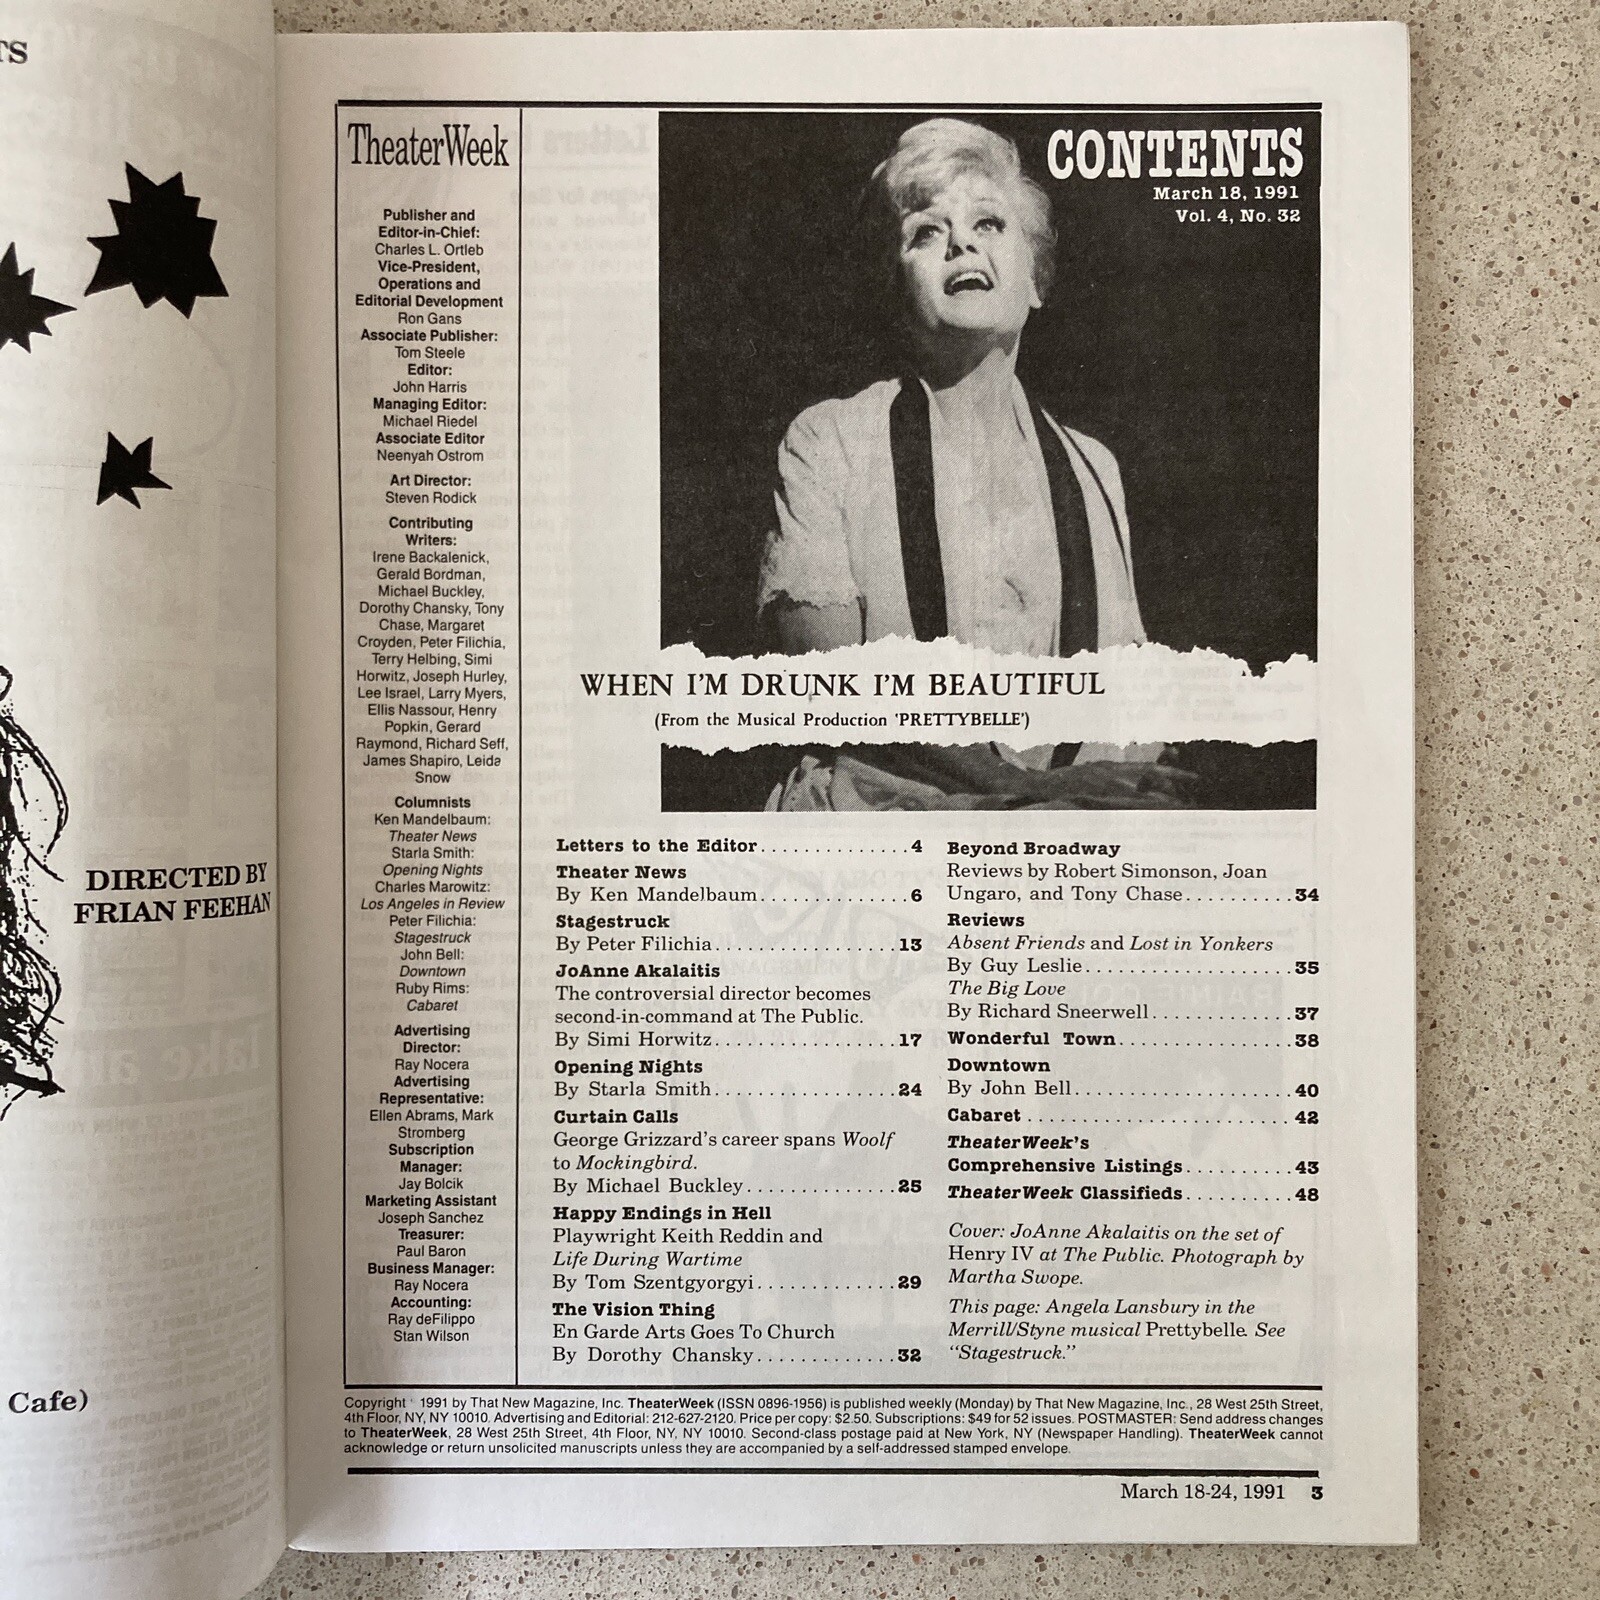 TS
DIRECTED BY
FRIAN FEEHAN
Cafe)
TheaterWeek
Publisher and
Editor-in-Chief:
Charles L. Ortleb
Vice-President,
Operations and
Editorial Development
Ron Gans
Associate Publisher:
Tom Steele
Editor:
John Harris
Managing Editor:
Michael Riedel
Associate Editor
Neenyah Ostrom
Art Director:
Steven Rodick
Contributing
Writers:
Irene Backalenick,
Gerald Bordman,
Michael Buckley,
Dorothy Chansky, Tony
Chase, Margaret
Croyden, Peter Filichia,
Terry Helbing, Simi
Horwitz, Joseph Hurley,
Lee Israel, Larry Myers,
Ellis Nassour, Henry
Popkin, Gerard
Raymond, Richard Seff,
James Shapiro, Leida
Snow
Columnists
Ken Mandelbaum:
Theater News
Starla Smith:
Opening Nights
Charles Marowitz:
Los Angeles in Review
Peter Filichia:
Stagestruck
John Bell:
Downtown
Ruby Rims:
Cabaret
Advertising
Director:
Ray Nocera
Advertising
Representative:
Ellen Abrams, Mark
Stromberg
Subscription
Manager:
Jay Bolcik
Marketing Assistant
Joseph Sanchez
Treasurer:
Paul Baron
Business Manager:
Ray Nocera
Accounting:
Ray deFilippo
Stan Wilson
CONTENTS
March 18, 1991
Vol. 4, No. 32
WHEN I'M DRUNK I'M BEAUTIFUL
(From the Musical Production 'PRETTYBELLE')
Letters to the Editor..............4
Theater News
By Ken Mandelbaum..............6
Stagestruck
By Peter Filichia.................13
JoAnne Akalaitis
The controversial director becomes
second-in-command at The Public.
By Simi Horwitz.................17
Opening Nights
By Starla Smith.................24
Curtain Calls
George Grizzard's career spans Woolf
to Mockingbird.
By Michael Buckley..............25
Happy Endings in Hell
Playwright Keith Reddin and
Life During Wartime
By Tom Szentgyorgyi.............29
The Vision Thing
En Garde Arts Goes To Church
By Dorothy Chansky.............32
Beyond Broadway
Reviews by Robert Simonson, Joan
Ungaro, and Tony Chase..........34
Reviews
Absent Friends and Lost in Yonkers
By Guy Leslie...................35
The Big Love
By Richard Sneerwell.............37
Wonderful Town................38
Downtown
By John Bell....................40
Cabaret........................42
TheaterWeek's
Comprehensive Listings..........43
TheaterWeek Classifieds..........48
Cover: JoAnne Akalaitis on the set of
Henry IV at The Public. Photograph by
Martha Swope.
This page: Angela Lansbury in the
Merrill/Styne musical Prettybelle. See
"Stagestruck."
Copyright 1991 by That New Magazine, Inc. TheaterWeek (ISSN 0896-1956) is published weekly (Monday) by That New Magazine, Inc., 28 West 25th Street,
4th Floor, NY, NY 10010. Advertising and Editorial: 212-627-2120. Price per copy: $2.50. Subscriptions: $49 for 52 issues. POSTMASTER: Send address changes
to TheaterWeek, 28 West 25th Street, 4th Floor, NY, NY 10010. Second-class postage paid at New York, NY (Newspaper Handling). TheaterWeek cannot
acknowledge or return unsolicited manuscripts unless they are accompanied by a self-addressed stamped envelope.
March 18-24, 1991 3